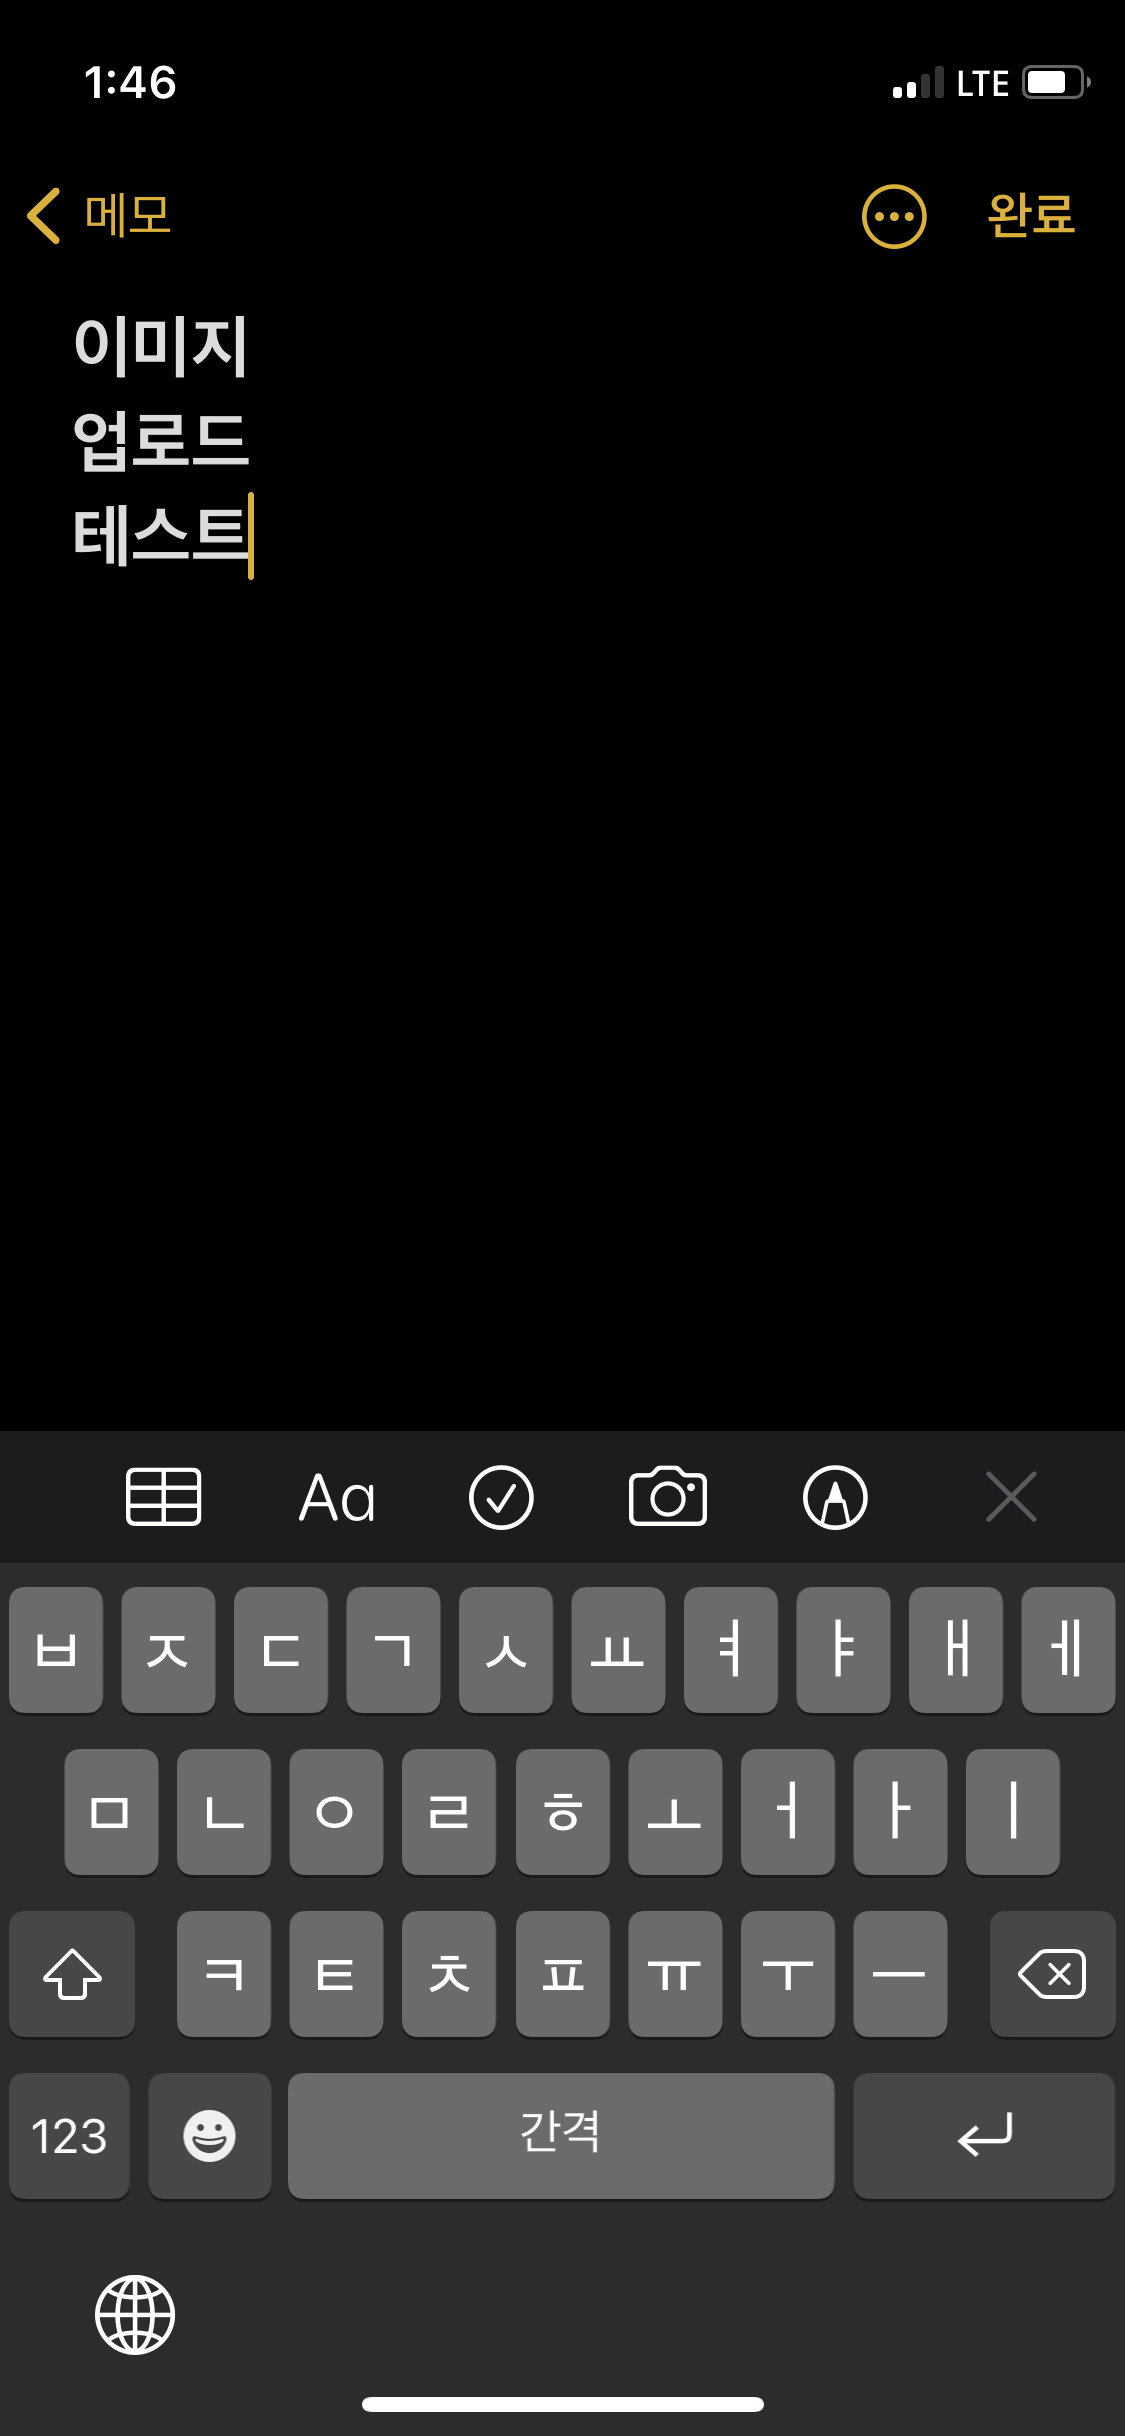 1:46 LTE
메모 완료
이미지
업로드
테스트
Aa
ㅂ ㅈ ㄷ ㄱ ㅅ ㅛ ㅕ ㅑ ㅐ ㅔ
ㅁ ㄴ ㅇ ㄹ ㅎ ㅗ ㅓ ㅏ ㅣ
ㅋ ㅌ ㅊ ㅍ ㅠ ㅜ ㅡ
123 간격